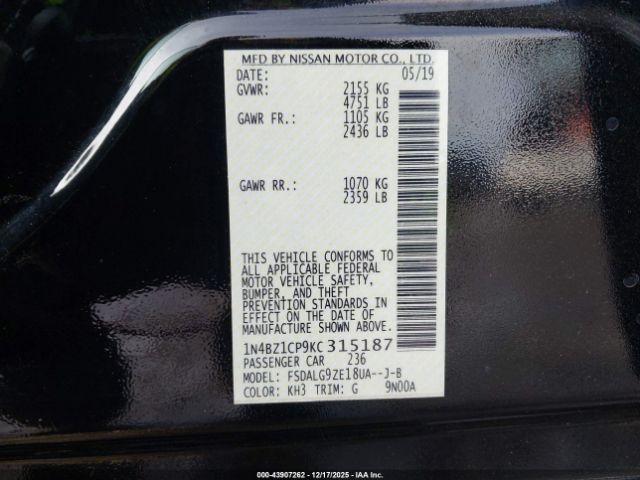 MFD BY NISSAN MOTOR CO., LTD.
DATE: 05/19
GVWR: 2155 KG
4751 LB
GAWR FR.: 1105 KG
2436 LB
GAWR RR.: 1070 KG
2359 LB
THIS VEHICLE CONFORMS TO
ALL APPLICABLE FEDERAL
MOTOR VEHICLE SAFETY,
BUMPER, AND THEFT
PREVENTION STANDARDS IN
EFFECT ON THE DATE OF
MANUFACTURE SHOWN ABOVE.
1N4BZ1CP9KC 315187
PASSENGER CAR 236
MODEL: FSDALG9ZE18UA--J-B
COLOR: KH3 TRIM: G 9N00A
000-43907262 - 12/17/2025 - IAA Inc.